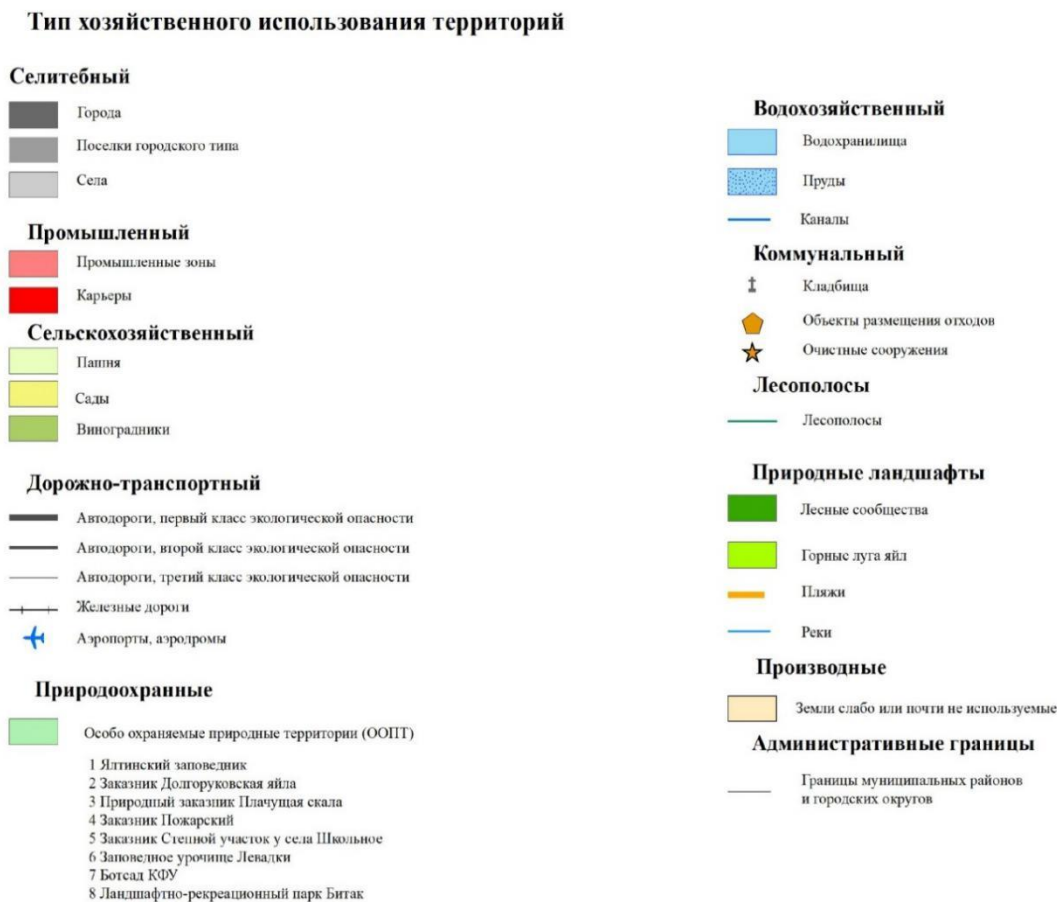 Тип хозяйственного использования территорий
Селитебный
Города
Поселки городского типа
Села
Промышленный
Промышленные зоны
Карьеры
Сельскохозяйственный
Пашня
Сады
Виноградники
Дорожно-транспортный
Автодороги, первый класс экологической опасности
Автодороги, второй класс экологической опасности
Автодороги, третий класс экологической опасности
Железные дороги
Аэропорты, аэродромы
Природоохранные
Особо охраняемые природные территории (ООПТ)
1 Ялтинский заповедник
2 Заказник Долгоруковская яйла
3 Природный заказник Плачущая скала
4 Заказник Пожарский
5 Заказник Степной участок у села Школьное
6 Заповедное урочище Левадки
7 Ботсад КФУ
8 Ландшафтно-рекреационный парк Битак
Водохозяйственный
Водохранилища
Пруды
Каналы
Коммунальный
Кладбища
Объекты размещения отходов
Очистные сооружения
Лесополосы
Лесополосы
Природные ландшафты
Лесные сообщества
Горные луга яйл
Пляжи
Реки
Производные
Земли слабо или почти не используемые
Административные границы
Границы муниципальных районов
и городских округов